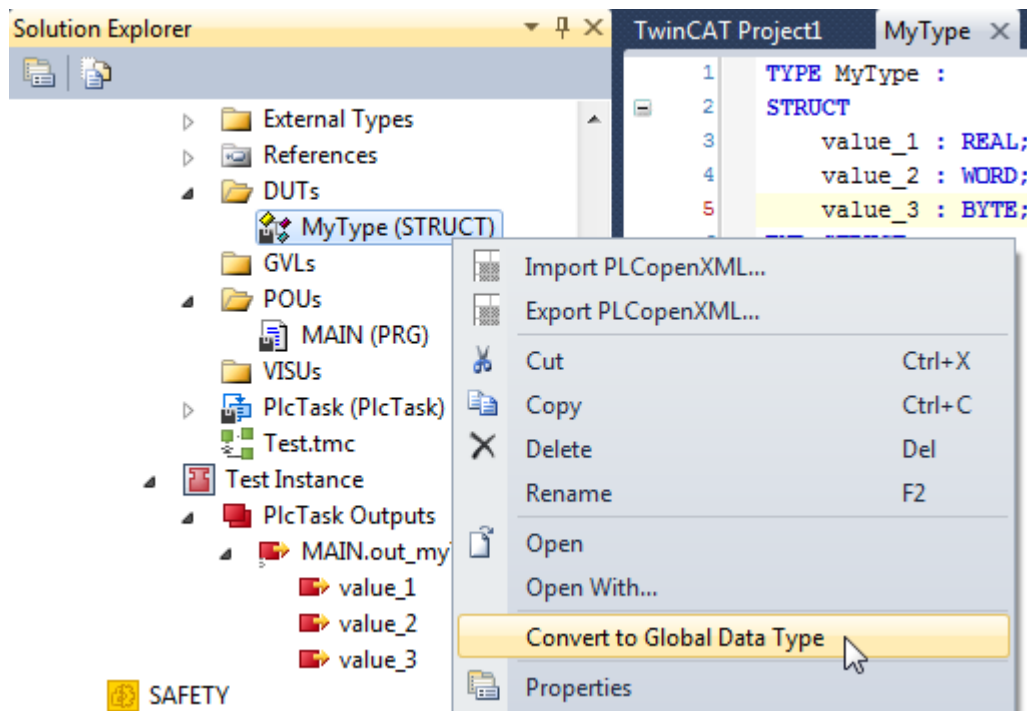 Solution Explorer
External Types
References
DUTs
MyType (STRUCT)
GVLs
POUs
MAIN (PRG)
VISUs
PlcTask (PlcTask)
Test.tmc
Test Instance
PlcTask Outputs
MAIN.out_my
value_1
value_2
value_3
SAFETY
TwinCAT Project1 MyType
1 TYPE MyType :
2 STRUCT
3 value_1 : REAL;
4 value_2 : WORD;
5 value_3 : BYTE;
Import PLCopenXML...
Export PLCopenXML...
Cut Ctrl+X
Copy Ctrl+C
Delete Del
Rename F2
Open
Open With...
Convert to Global Data Type
Properties